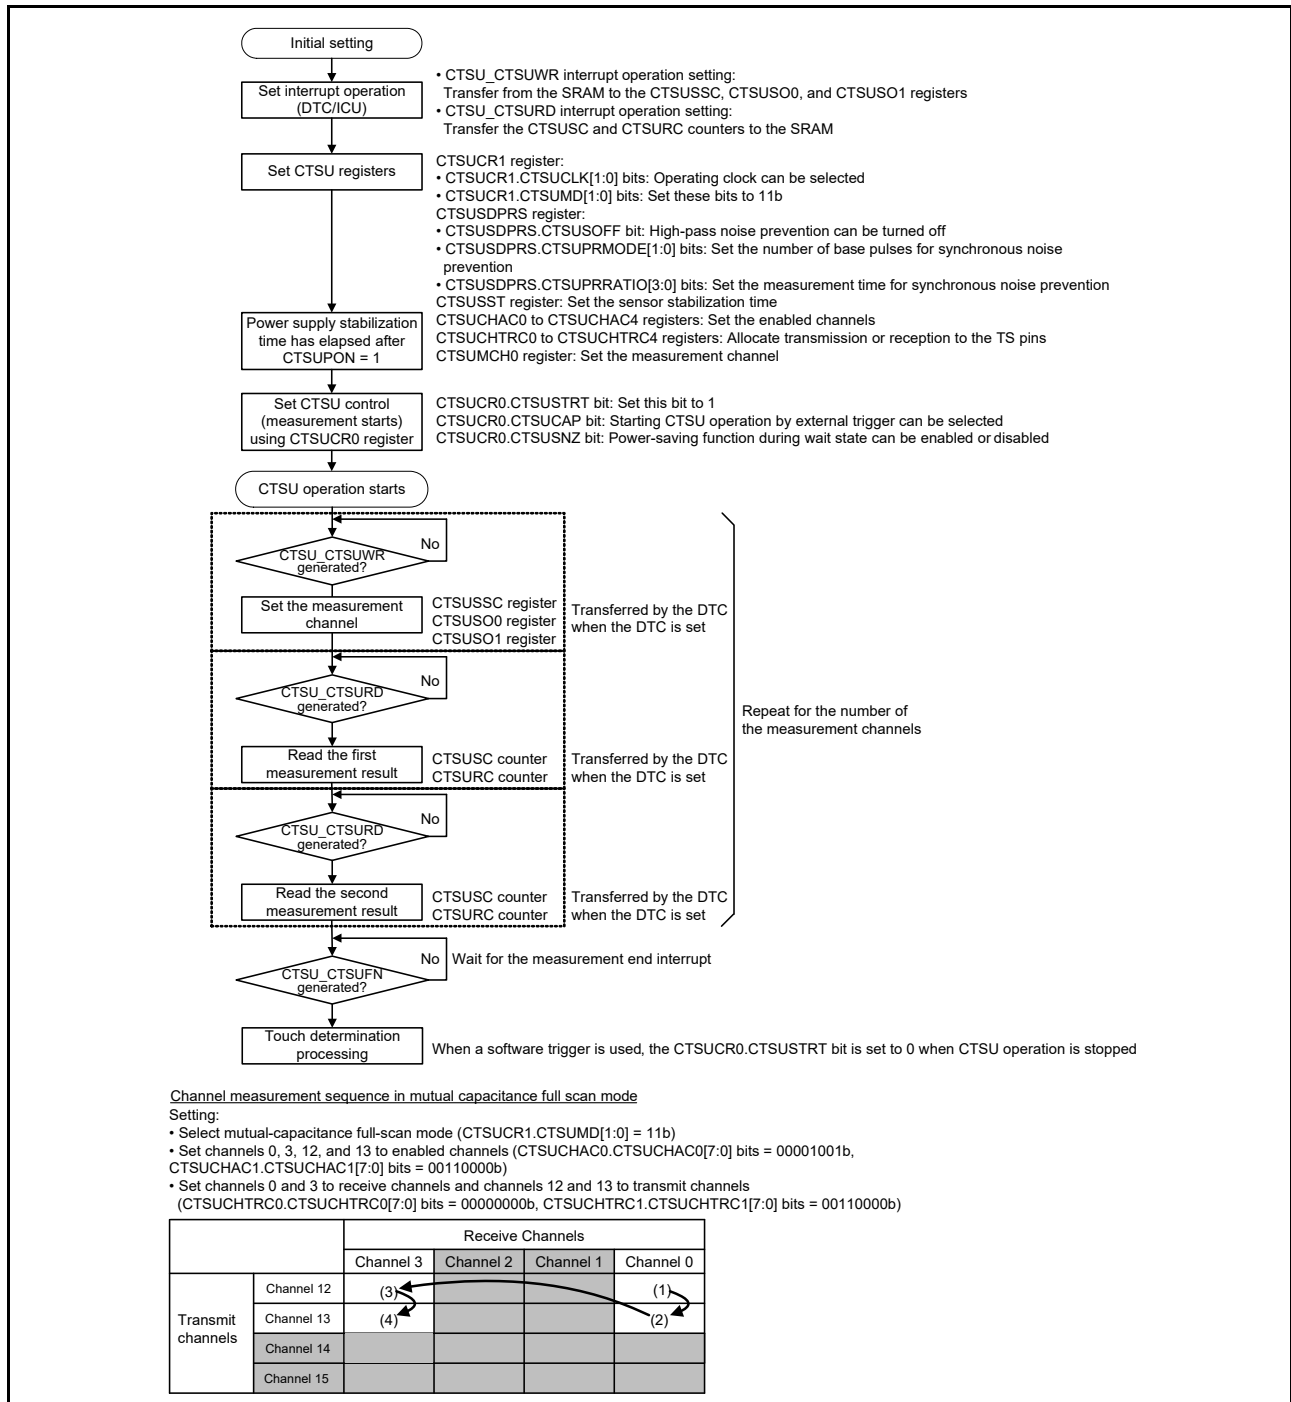 Initial setting
Set interrupt operation
(DTC/ICU)
• CTSU_CTSUWR interrupt operation setting:
Transfer from the SRAM to the CTSUSSC, CTSUSO0, and CTSUSO1 registers
• CTSU_CTSURD interrupt operation setting:
Transfer the CTSUSC and CTSURC counters to the SRAM
Set CTSU registers
CTSUCR1 register:
• CTSUCR1.CTSUCLK[1:0] bits: Operating clock can be selected
• CTSUCR1.CTSUMD[1:0] bits: Set these bits to 11b
CTSUSDPRS register:
• CTSUSDPRS.CTSUSOFF bit: High-pass noise prevention can be turned off
• CTSUSDPRS.CTSUPRMODE[1:0] bits: Set the number of base pulses for synchronous noise
prevention
• CTSUSDPRS.CTSUPRRATIO[3:0] bits: Set the measurement time for synchronous noise prevention
CTSUSST register: Set the sensor stabilization time
CTSUCHAC0 to CTSUCHAC4 registers: Set the enabled channels
CTSUCHTRC0 to CTSUCHTRC4 registers: Allocate transmission or reception to the TS pins
CTSUMCH0 register: Set the measurement channel
Power supply stabilization
time has elapsed after
CTSUPON = 1
Set CTSU control
(measurement starts)
using CTSUCR0 register
CTSUCR0.CTSUSTRT bit: Set this bit to 1
CTSUCR0.CTSUCAP bit: Starting CTSU operation by external trigger can be selected
CTSUCR0.CTSUSNZ bit: Power-saving function during wait state can be enabled or disabled
CTSU operation starts
CTSU_CTSUWR
generated?
No
Set the measurement
channel
CTSUSSC register
CTSUSO0 register
CTSUSO1 register
Transferred by the DTC
when the DTC is set
CTSU_CTSURD
generated?
No
Read the first
measurement result
CTSUSC counter
CTSURC counter
Transferred by the DTC
when the DTC is set
Repeat for the number of
the measurement channels
CTSU_CTSURD
generated?
No
Read the second
measurement result
CTSUSC counter
CTSURC counter
Transferred by the DTC
when the DTC is set
CTSU_CTSUFN
generated?
No
Wait for the measurement end interrupt
Touch determination
processing
When a software trigger is used, the CTSUCR0.CTSUSTRT bit is set to 0 when CTSU operation is stopped
Channel measurement sequence in mutual capacitance full scan mode
Setting:
• Select mutual-capacitance full-scan mode (CTSUCR1.CTSUMD[1:0] = 11b)
• Set channels 0, 3, 12, and 13 to enabled channels (CTSUCHAC0.CTSUCHAC0[7:0] bits = 00001001b,
CTSUCHAC1.CTSUCHAC1[7:0] bits = 00110000b)
• Set channels 0 and 3 to receive channels and channels 12 and 13 to transmit channels
(CTSUCHTRC0.CTSUCHTRC0[7:0] bits = 00000000b, CTSUCHTRC1.CTSUCHTRC1[7:0] bits = 00110000b)
Receive Channels
Channel 3 Channel 2 Channel 1 Channel 0
Transmit
channels
Channel 12 (3) (1)
Channel 13 (4) (2)
Channel 14
Channel 15